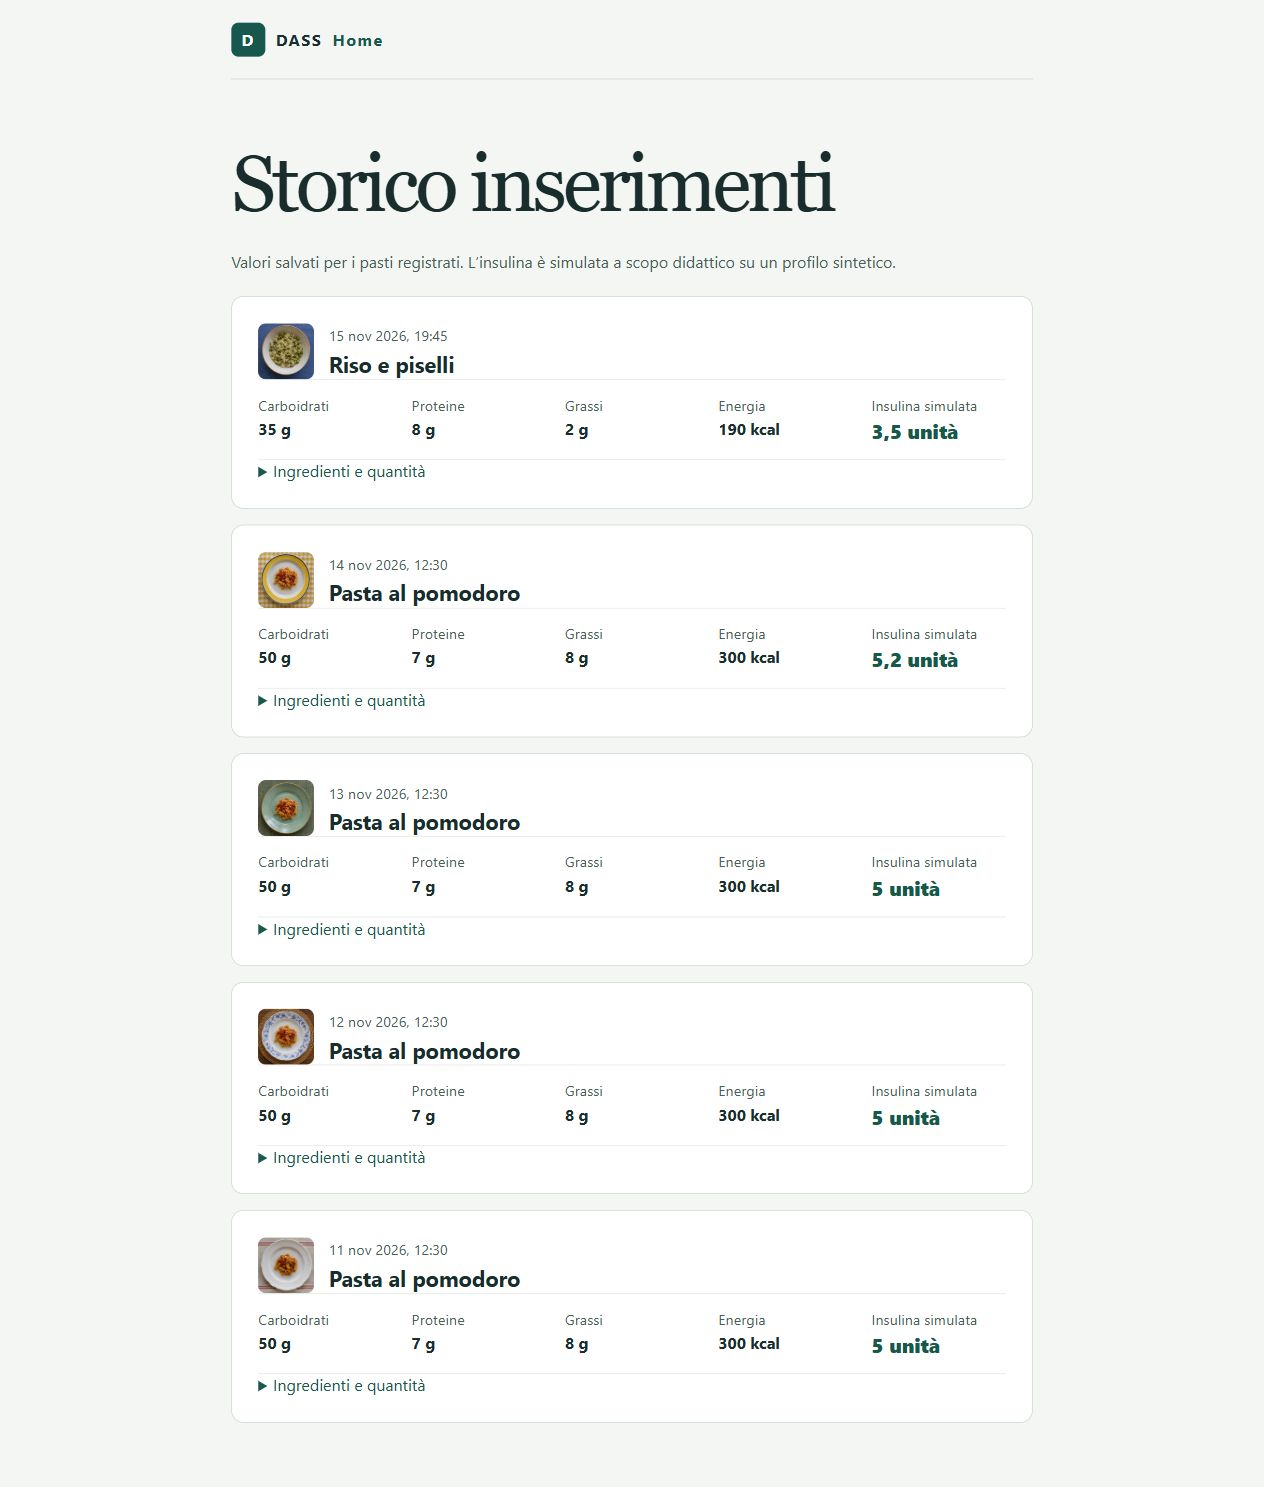 D DASS Home
Storico inserimenti
Valori salvati per i pasti registrati. L'insulina è simulata a scopo didattico su un profilo sintetico.
15 nov 2026, 19:45
Riso e piselli
Carboidrati Proteine Grassi Energia Insulina simulata
35 g 8 g 2 g 190 kcal 3,5 unità
▶ Ingredienti e quantità
14 nov 2026, 12:30
Pasta al pomodoro
Carboidrati Proteine Grassi Energia Insulina simulata
50 g 7 g 8 g 300 kcal 5,2 unità
▶ Ingredienti e quantità
13 nov 2026, 12:30
Pasta al pomodoro
Carboidrati Proteine Grassi Energia Insulina simulata
50 g 7 g 8 g 300 kcal 5 unità
▶ Ingredienti e quantità
12 nov 2026, 12:30
Pasta al pomodoro
Carboidrati Proteine Grassi Energia Insulina simulata
50 g 7 g 8 g 300 kcal 5 unità
▶ Ingredienti e quantità
11 nov 2026, 12:30
Pasta al pomodoro
Carboidrati Proteine Grassi Energia Insulina simulata
50 g 7 g 8 g 300 kcal 5 unità
▶ Ingredienti e quantità